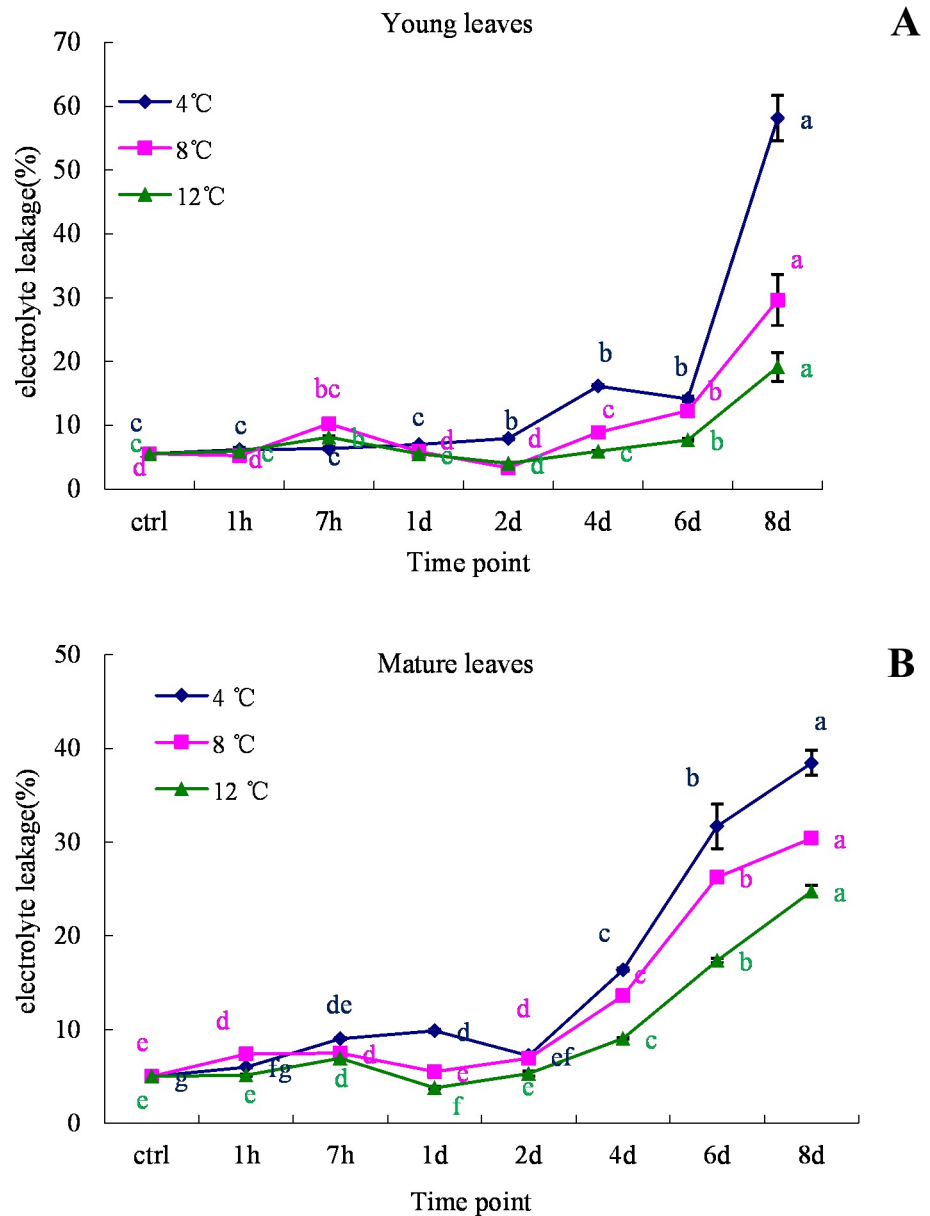 Young leaves
A
70
60
50
40
30
20
10
0
electrolyte leakage(%)
4℃
8℃
12℃
a
a
a
b
b
b
b
c
c
b
c
d
d
c
d
c
bc
b
c
c
c
d
c
c
d
ctrl
1h
7h
1d
2d
4d
6d
8d
Time point
Mature leaves
B
50
40
30
20
10
0
electrolyte leakage(%)
4 ℃
8 ℃
12 ℃
a
a
a
b
b
b
c
c
c
d
ef
e
d
e
f
de
d
d
d
fg
e
e
g
e
ctrl
1h
7h
1d
2d
4d
6d
8d
Time point